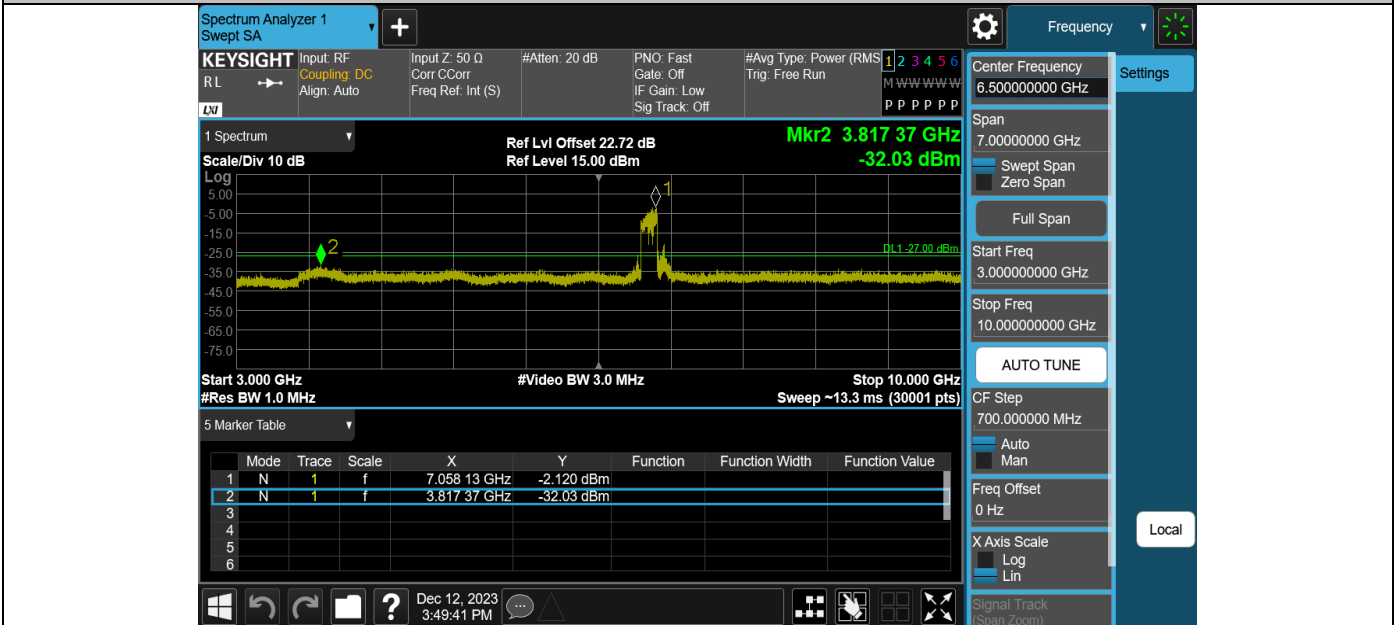 Spectrum Analyzer 1
Swept SA
+
Frequency
KEYSIGHT
RL
LXI
Input: RF
Coupling: DC
Align: Auto
Input Z: 50 Ω
Corr CCorr
Freq Ref: Int (S)
#Atten: 20 dB
PNO: Fast
Gate: Off
IF Gain: Low
Sig Track: Off
#Avg Type: Power (RMS
Trig: Free Run
1 2 3 4 5 6
M W W W W W
P P P P P P
1 Spectrum
Scale/Div 10 dB
Ref Lvl Offset 22.72 dB
Ref Level 15.00 dBm
Mkr2 3.817 37 GHz
-32.03 dBm
Log
5.00
-5.00
-15.0
-25.0
-35.0
-45.0
-55.0
-65.0
-75.0
1
2
DL1 -27.00 dBm
Start 3.000 GHz
#Video BW 3.0 MHz
Stop 10.000 GHz
#Res BW 1.0 MHz
Sweep ~13.3 ms (30001 pts)
5 Marker Table
Mode Trace Scale X Y Function Function Width Function Value
1 N 1 f 7.058 13 GHz -2.120 dBm
2 N 1 f 3.817 37 GHz -32.03 dBm
3
4
5
6
?
Dec 12, 2023
3:49:41 PM
Center Frequency
6.500000000 GHz
Span
7.00000000 GHz
Swept Span
Zero Span
Full Span
Start Freq
3.000000000 GHz
Stop Freq
10.000000000 GHz
AUTO TUNE
CF Step
700.000000 MHz
Auto
Man
Freq Offset
0 Hz
X Axis Scale
Log
Lin
Signal Track
(Span Zoom)
Settings
Local